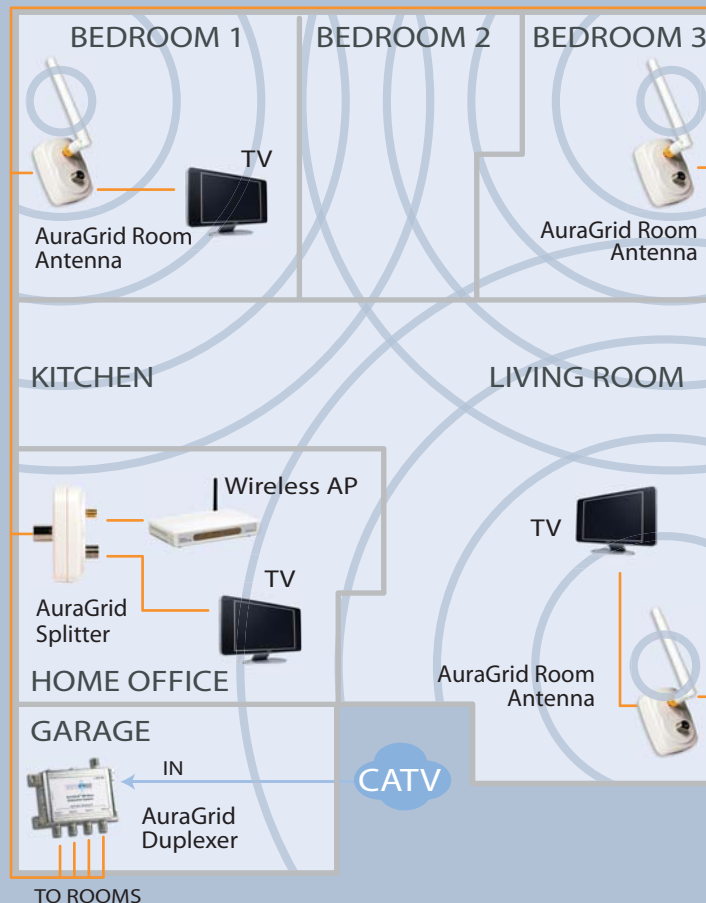 BEDROOM 1
BEDROOM 2
BEDROOM 3
TV
AuraGrid Room
Antenna
AuraGrid Room
Antenna
KITCHEN
LIVING ROOM
Wireless AP
TV
TV
AuraGrid
Splitter
AuraGrid Room
Antenna
HOME OFFICE
GARAGE
IN
CATV
AuraGrid
Duplexer
TO ROOMS